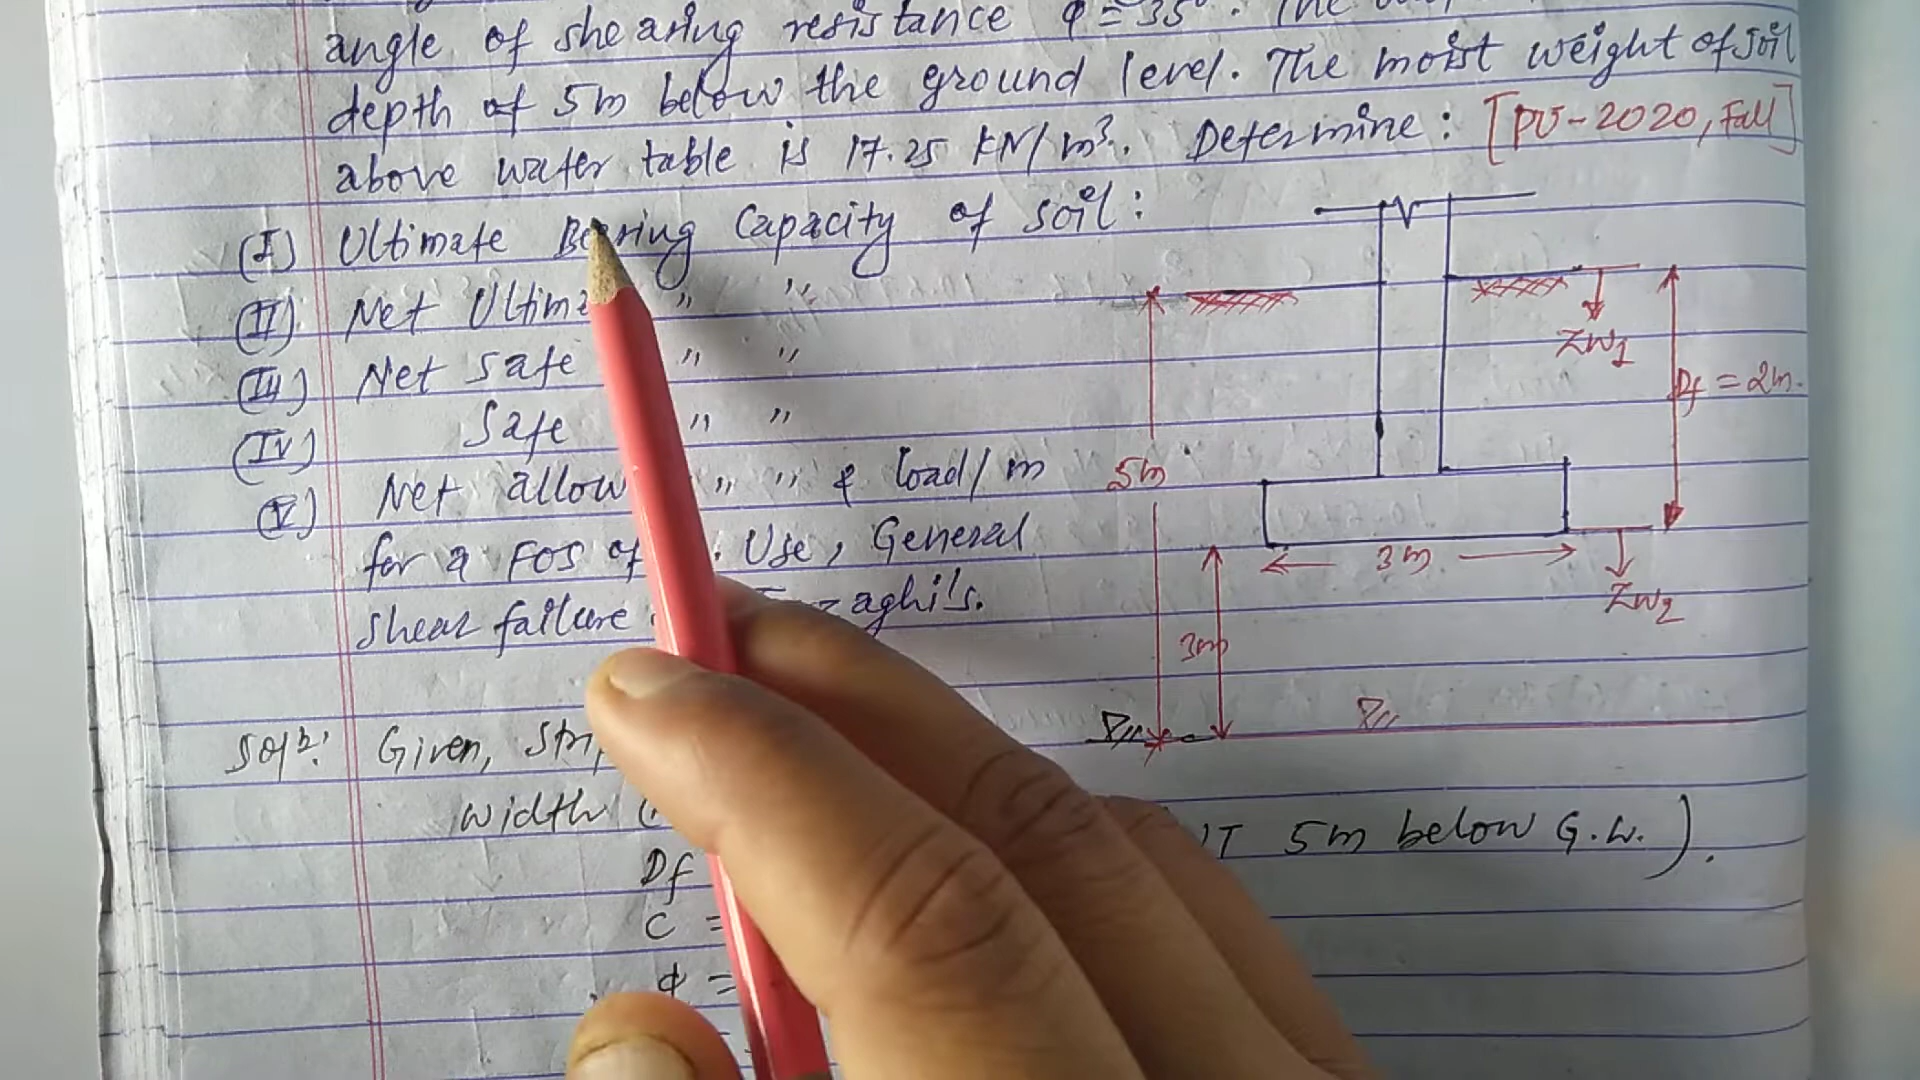 angle of shearing resistance φ = 35°. The
depth of 5m below the ground level. The moist weight of soil
above water table is 17.25 kN/m³. Determine: [PU-2020, Fall]
(I) Ultimate Bearing Capacity of soil:
(II) Net Ultima " "
(III) Net safe " "
(IV) Safe " "
(V) Net allow " " & load/m
for a FOS of . Use, General
shear failure aghi's.
Zw1
Df = 2m.
5m
3m
Zw2
3m
Solⁿ: Given, Strip
width (
T 5m below G.W.).
Df
C =
φ =